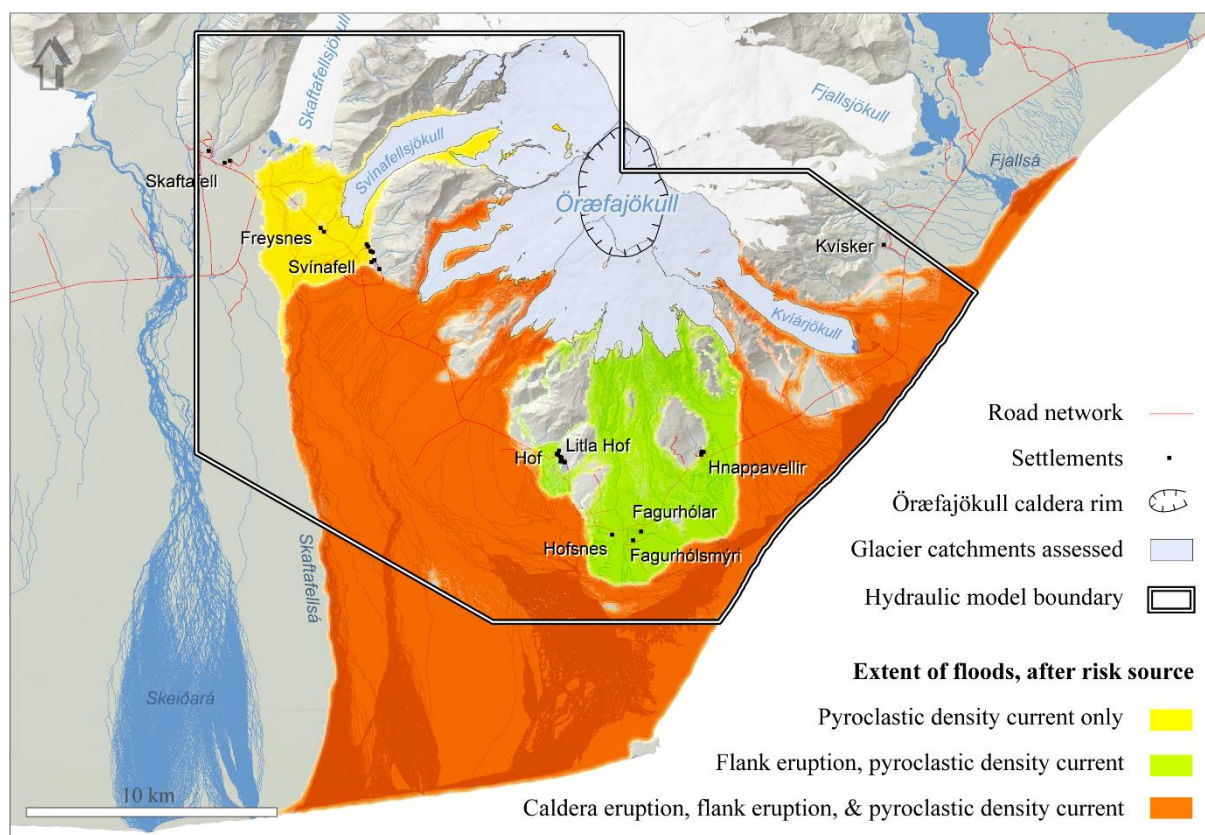 Skaftafellsjökull
Fjallsjökull
Svínafellsjökull
Fjallsá
Skaftafell
Öræfajökull
Freysnes
Kvísker
Svínafell
Kvíárjökull
Road network
Litla Hof
Hof
Settlements
Hnappavellir
Öræfajökull caldera rim
Fagurhólar
Hofsnes
Fagurhólsmýri
Glacier catchments assessed
Skaftafellsá
Hydraulic model boundary
Extent of floods, after risk source
Skeiðará
Pyroclastic density current only
Flank eruption, pyroclastic density current
10 km
Caldera eruption, flank eruption, & pyroclastic density current